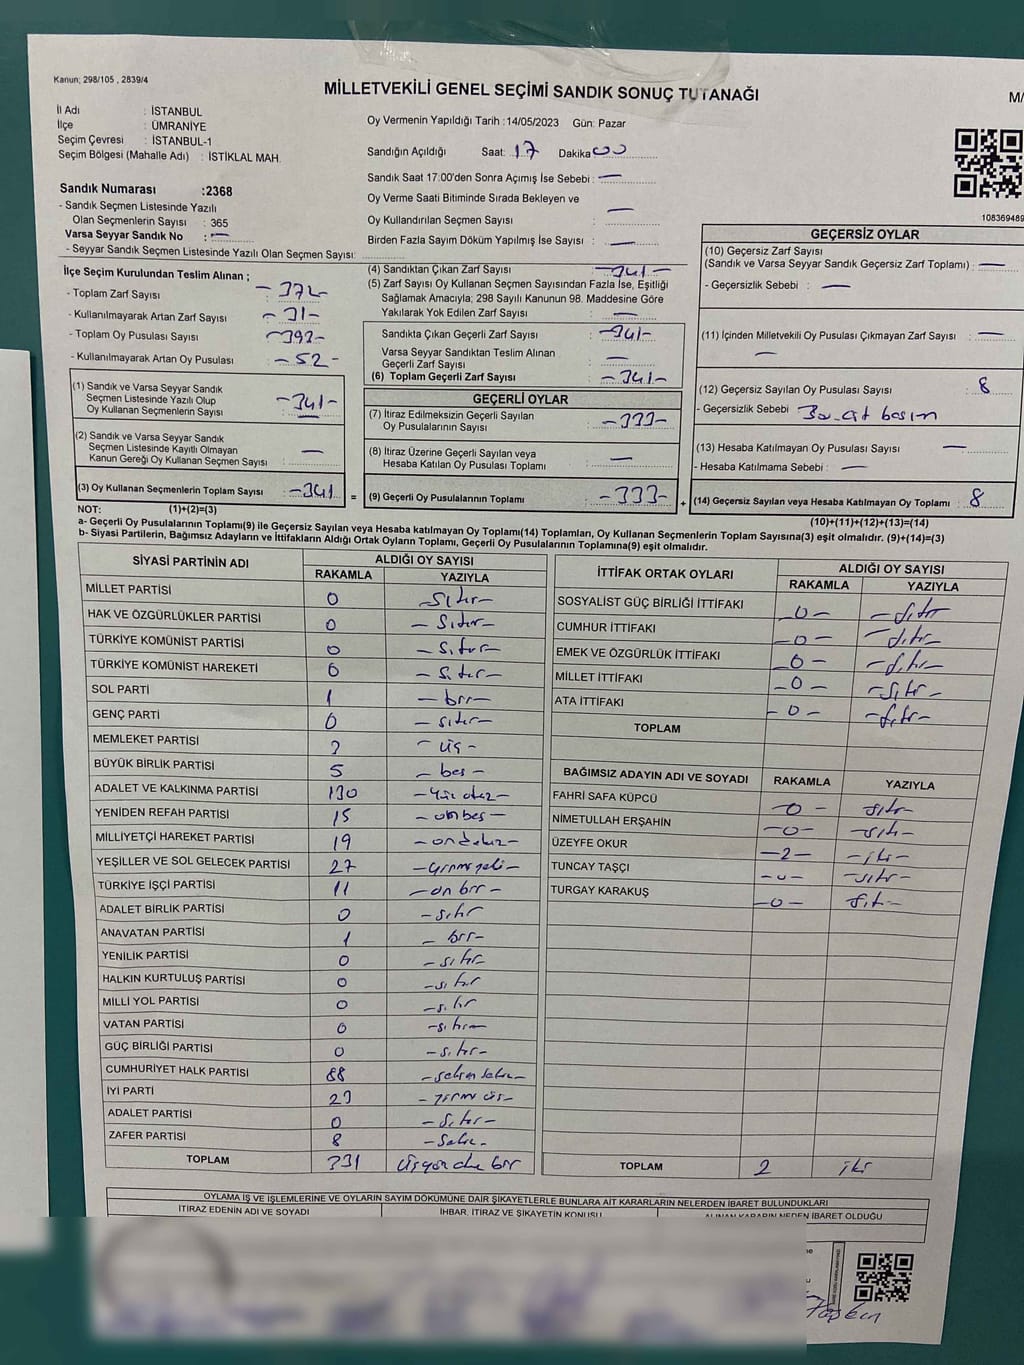 Kanun; 298/105 , 2839/4
MİLLETVEKİLİ GENEL SEÇİMİ SANDIK SONUÇ TUTANAĞI
M/
İl Adı : İSTANBUL
İlçe : ÜMRANİYE
Seçim Çevresi : İSTANBUL-1
Seçim Bölgesi (Mahalle Adı) : İSTİKLAL MAH.
Sandık Numarası :2368
- Sandık Seçmen Listesinde Yazılı
Olan Seçmenlerin Sayısı : 365
Varsa Seyyar Sandık No : —
- Seyyar Sandık Seçmen Listesinde Yazılı Olan Seçmen Sayısı:
Oy Vermenin Yapıldığı Tarih :14/05/2023 Gün: Pazar
Sandığın Açıldığı Saat: 17 Dakika 00
Sandık Saat 17:00'den Sonra Açımış İse Sebebi : —
Oy Verme Saati Bitiminde Sırada Bekleyen ve
Oy Kullandırılan Seçmen Sayısı : —
Birden Fazla Sayım Döküm Yapılmış İse Sayısı : —
108369489
İlçe Seçim Kurulundan Teslim Alınan ;
- Toplam Zarf Sayısı : -372-
- Kullanılmayarak Artan Zarf Sayısı : -31-
- Toplam Oy Pusulası Sayısı : -393-
- Kullanılmayarak Artan Oy Pusulası : -52-
(1) Sandık ve Varsa Seyyar Sandık
Seçmen Listesinde Yazılı Olup
Oy Kullanan Seçmenlerin Sayısı : -341-
(2) Sandık ve Varsa Seyyar Sandık
Seçmen Listesinde Kayıtlı Olmayan
Kanun Gereği Oy Kullanan Seçmen Sayısı : —
(3) Oy Kullanan Seçmenlerin Toplam Sayısı : -341-
(1)+(2)=(3)
(4) Sandıktan Çıkan Zarf Sayısı : -341-
(5) Zarf Sayısı Oy Kullanan Seçmen Sayısından Fazla İse, Eşitliği
Sağlamak Amacıyla; 298 Sayılı Kanunun 98. Maddesine Göre
Yakılarak Yok Edilen Zarf Sayısı : —
Sandıkta Çıkan Geçerli Zarf Sayısı : -341-
Varsa Seyyar Sandıktan Teslim Alınan
Geçerli Zarf Sayısı : —
(6) Toplam Geçerli Zarf Sayısı : -341-
GEÇERLİ OYLAR
(7) İtiraz Edilmeksizin Geçerli Sayılan
Oy Pusulalarının Sayısı : -333-
(8) İtiraz Üzerine Geçerli Sayılan veya
Hesaba Katılan Oy Pusulası Toplamı : —
= (9) Geçerli Oy Pusulalarının Toplamı : -333- +
GEÇERSİZ OYLAR
(10) Geçersiz Zarf Sayısı
(Sandık ve Varsa Seyyar Sandık Geçersiz Zarf Toplamı) : —
- Geçersizlik Sebebi : —
(11) İçinden Milletvekili Oy Pusulası Çıkmayan Zarf Sayısı : —
—
(12) Geçersiz Sayılan Oy Pusulası Sayısı : 8
- Geçersizlik Sebebi
(13) Hesaba Katılmayan Oy Pusulası Sayısı : —
- Hesaba Katılmama Sebebi : —
(14) Geçersiz Sayılan veya Hesaba Katılmayan Oy Toplamı : 8
(10)+(11)+(12)+(13)=(14)
NOT:
a- Geçerli Oy Pusulalarının Toplamı(9) ile Geçersiz Sayılan veya Hesaba katılmayan Oy Toplamı(14) Toplamları, Oy Kullanan Seçmenlerin Toplam Sayısına(3) eşit olmalıdır. (9)+(14)=(3)
b- Siyasi Partilerin, Bağımsız Adayların ve İttifakların Aldığı Ortak Oyların Toplamı, Geçerli Oy Pusulalarının Toplamına(9) eşit olmalıdır.
SİYASİ PARTİNİN ADI ALDIĞI OY SAYISI
RAKAMLA YAZIYLA
MİLLET PARTİSİ 0 sıfır-
HAK VE ÖZGÜRLÜKLER PARTİSİ 0 - sıfır-
TÜRKİYE KOMÜNİST PARTİSİ 0 - sıfır-
TÜRKİYE KOMÜNİST HAREKETİ 0 - sıfır-
SOL PARTİ 1 - bir-
GENÇ PARTİ 0 - sıfır-
MEMLEKET PARTİSİ 3 - üç -
BÜYÜK BİRLİK PARTİSİ 5 - beş -
ADALET VE KALKINMA PARTİSİ 130 - yüz otuz-
YENİDEN REFAH PARTİSİ 15 - onbeş-
MİLLİYETÇİ HAREKET PARTİSİ 19 - ondokuz-
YEŞİLLER VE SOL GELECEK PARTİSİ 27 - yirmiyedi-
TÜRKİYE İŞÇİ PARTİSİ 11 - on bir -
ADALET BİRLİK PARTİSİ 0 - sıfır
ANAVATAN PARTİSİ 1 - bir-
YENİLİK PARTİSİ 0 - sıfır-
HALKIN KURTULUŞ PARTİSİ 0 - sıfır
MİLLİ YOL PARTİSİ 0 - sıfır
VATAN PARTİSİ 0 - sıfır-
GÜÇ BİRLİĞİ PARTİSİ 0 - sıfır-
CUMHURİYET HALK PARTİSİ 88 - seksen sekiz-
İYİ PARTİ 23 - yirmi üç-
ADALET PARTİSİ 0 - sıfır-
ZAFER PARTİSİ 8 - sekiz-
TOPLAM 331 üçyüz otuz bir
İTTİFAK ORTAK OYLARI ALDIĞI OY SAYISI
RAKAMLA YAZIYLA
SOSYALİST GÜÇ BİRLİĞİ İTTİFAKI -0- - sıfır
CUMHUR İTTİFAKI -0- - sıfır-
EMEK VE ÖZGÜRLÜK İTTİFAKI -0- - sıfır-
MİLLET İTTİFAKI -0- - sıfır-
ATA İTTİFAKI -0- - sıfır-
TOPLAM
BAĞIMSIZ ADAYIN ADI VE SOYADI RAKAMLA YAZIYLA
FAHRİ SAFA KÜPCÜ -0- sıfır-
NİMETULLAH ERŞAHİN -0- - sıfır-
ÜZEYFE OKUR -2- - iki-
TUNCAY TAŞÇI -0- - sıfır-
TURGAY KARAKUŞ -0- sıfır-
TOPLAM 2 iki
OYLAMA İŞ VE İŞLEMLERİNE VE OYLARIN SAYIM DÖKÜMÜNE DAİR ŞİKAYETLERLE BUNLARA AİT KARARLARIN NELERDEN İBARET BULUNDUKLARI
İTİRAZ EDENİN ADI VE SOYADI İHBAR, İTİRAZ VE ŞİKAYETİN KONUSU ALINAN KARARIN NEDEN İBARET OLDUĞU